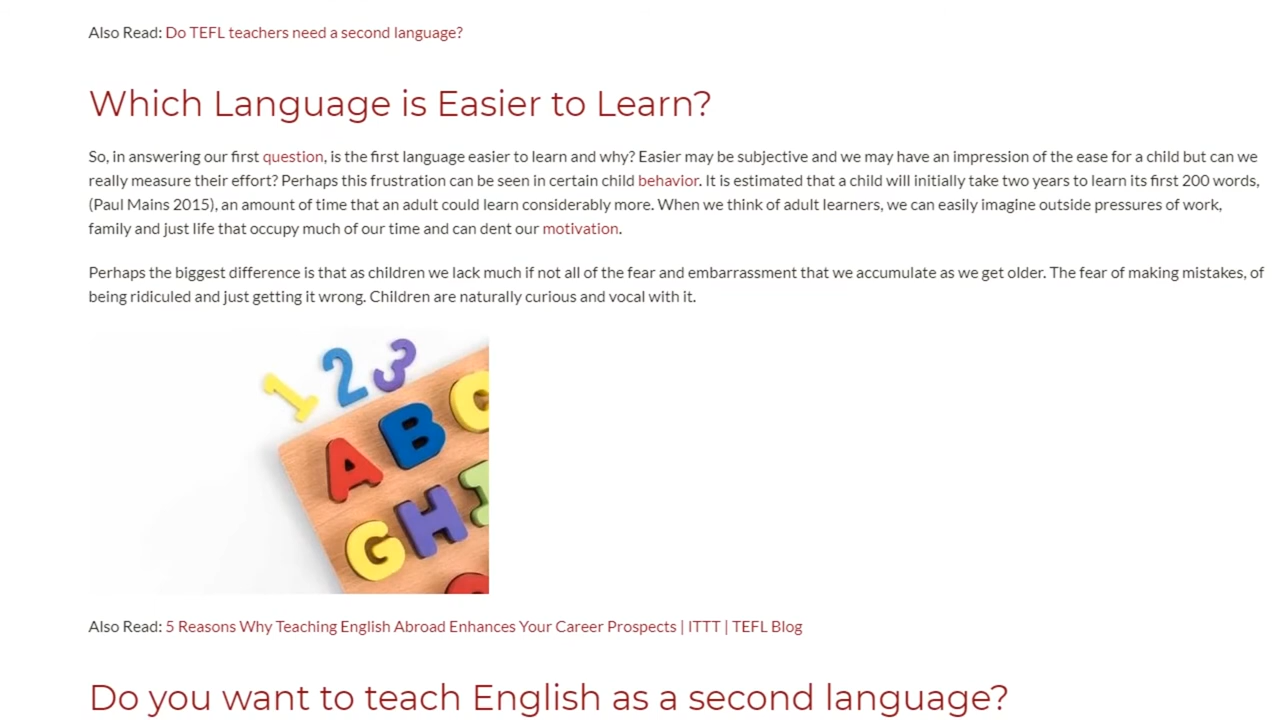 Also Read: Do TEFL teachers need a second language?
Which Language is Easier to Learn?
So, in answering our first question, is the first language easier to learn and why? Easier may be subjective and we may have an impression of the ease for a child but can we
really measure their effort? Perhaps this frustration can be seen in certain child behavior. It is estimated that a child will initially take two years to learn its first 200 words,
(Paul Mains 2015), an amount of time that an adult could learn considerably more. When we think of adult learners, we can easily imagine outside pressures of work,
family and just life that occupy much of our time and can dent our motivation.
Perhaps the biggest difference is that as children we lack much if not all of the fear and embarrassment that we accumulate as we get older. The fear of making mistakes, of
being ridiculed and just getting it wrong. Children are naturally curious and vocal with it.
1 2 3
A B C
G H I
Also Read: 5 Reasons Why Teaching English Abroad Enhances Your Career Prospects | ITTT | TEFL Blog
Do you want to teach English as a second language?